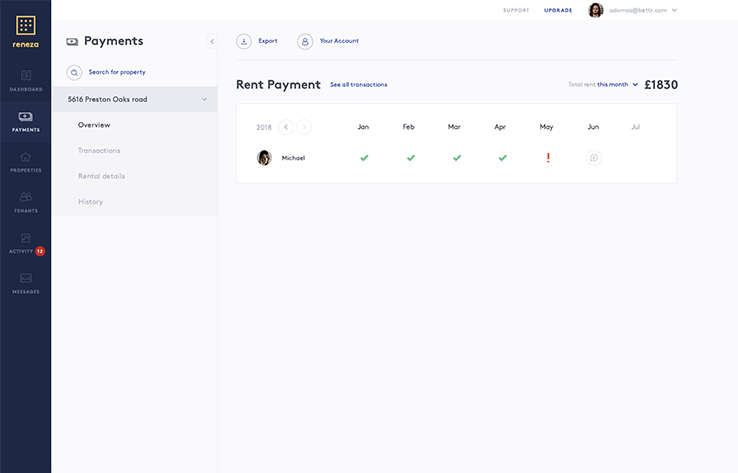 SUPPORT UPGRADE adamos@bettr.com
reneza
DASHBOARD
PAYMENTS
PROPERTIES
TENANTS
ACTIVITY 12
MESSAGES
Payments
Search for property
5616 Preston Oaks road
Overview
Transactions
Rental details
History
Export Your Account
Rent Payment See all transactions Total rent this month £1830
2018 Jan Feb Mar Apr May Jun Jul
Michael